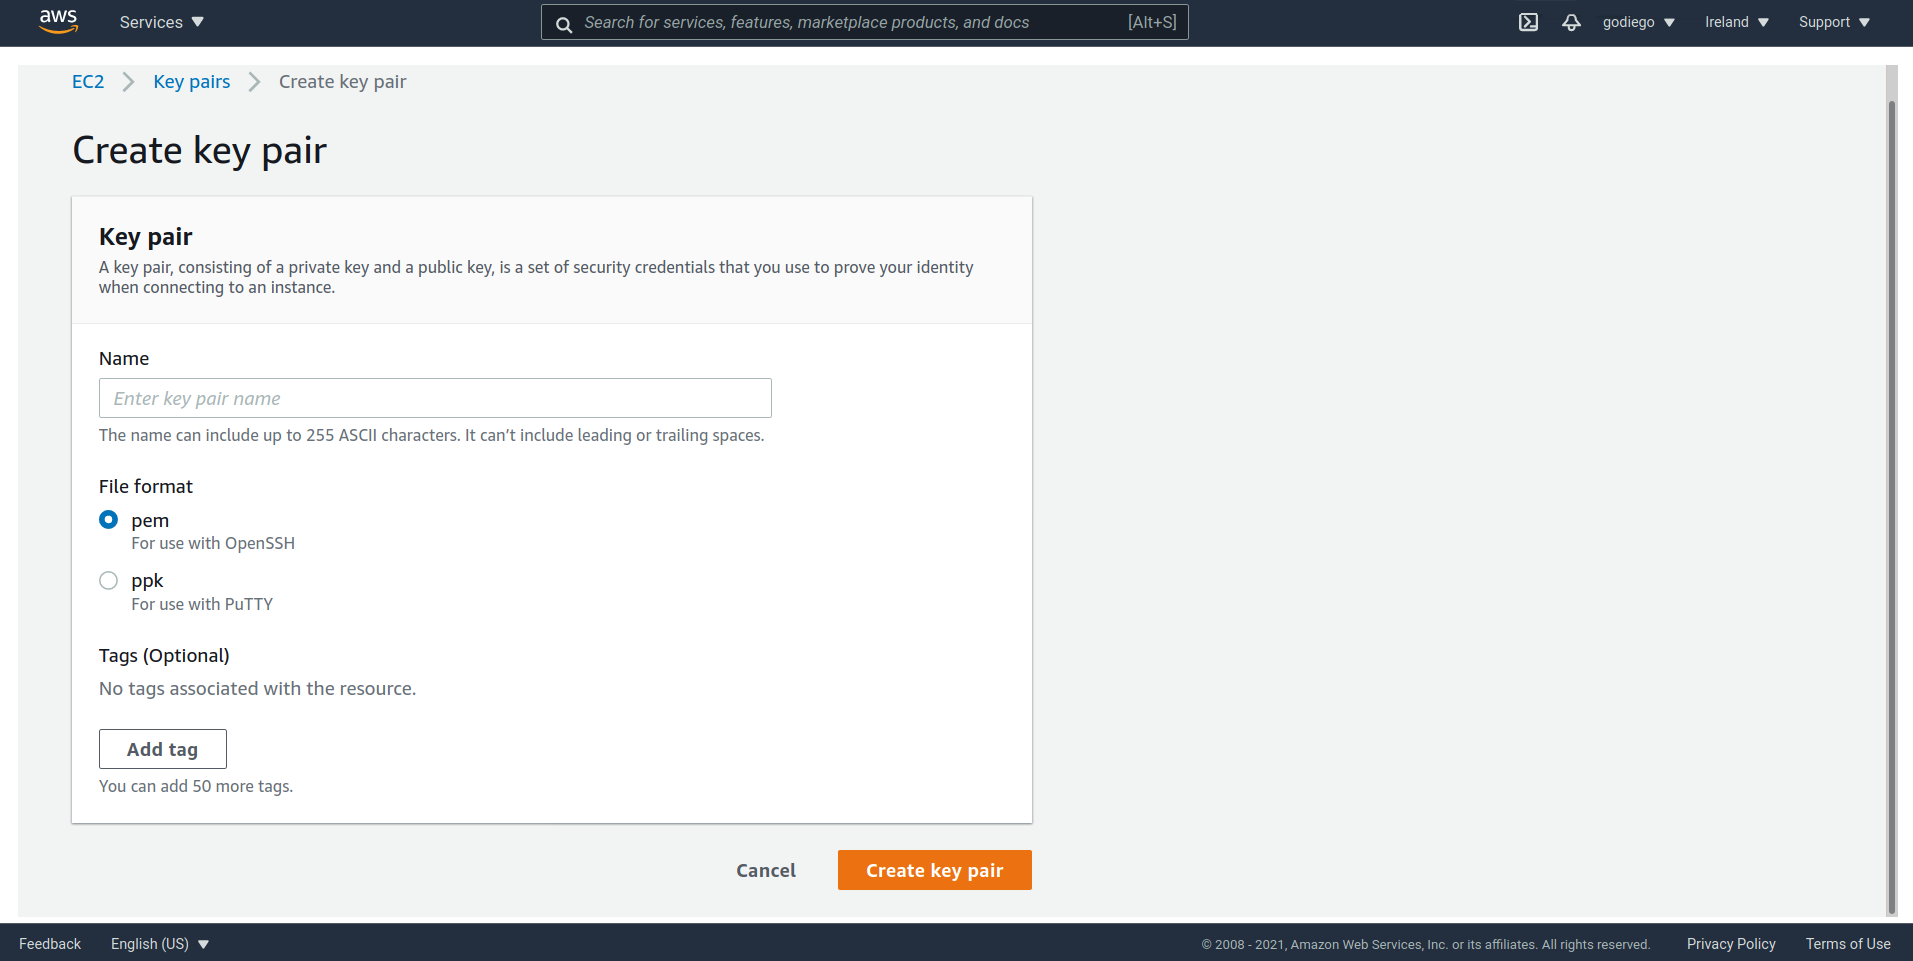 aws
Services
Search for services, features, marketplace products, and docs
[Alt+S]
godiego
Ireland
Support
EC2
Key pairs
Create key pair
Create key pair
Key pair
A key pair, consisting of a private key and a public key, is a set of security credentials that you use to prove your identity
when connecting to an instance.
Name
Enter key pair name
The name can include up to 255 ASCII characters. It can’t include leading or trailing spaces.
File format
pem
For use with OpenSSH
ppk
For use with PuTTY
Tags (Optional)
No tags associated with the resource.
Add tag
You can add 50 more tags.
Cancel
Create key pair
Feedback
English (US)
© 2008 - 2021, Amazon Web Services, Inc. or its affiliates. All rights reserved.
Privacy Policy
Terms of Use